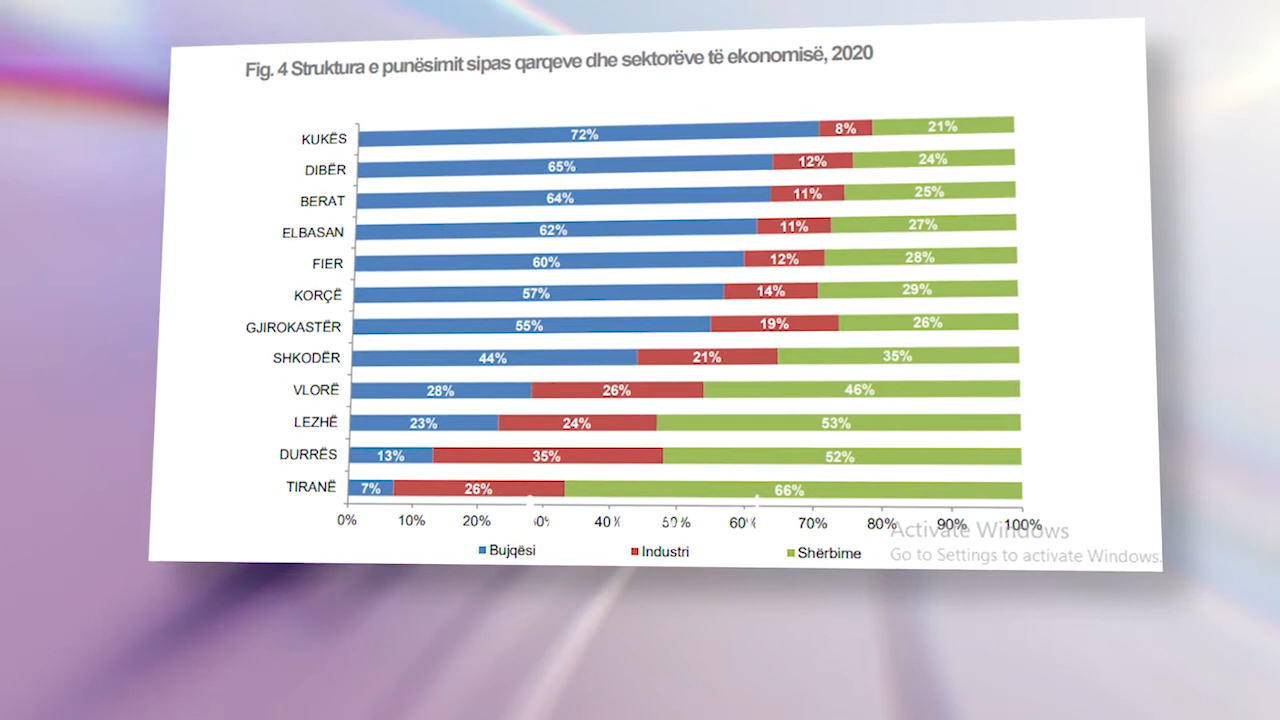 Fig. 4 Struktura e punësimit sipas qarqeve dhe sektorëve të ekonomisë, 2020
KUKËS 72% 8% 21%
DIBËR 65% 12% 24%
BERAT 64% 11% 25%
ELBASAN 62% 11% 27%
FIER 60% 12% 28%
KORÇË 57% 14% 29%
GJIROKASTËR 55% 19% 26%
SHKODËR 44% 21% 35%
VLORË 28% 26% 46%
LEZHË 23% 24% 53%
DURRËS 13% 35% 52%
TIRANË 7% 26% 66%
0% 10% 20% 40% 50% 60% 70% 80% 90% 100%
Bujqësi Industri Shërbime
Activate Windows
Go to Settings to activate Windows.